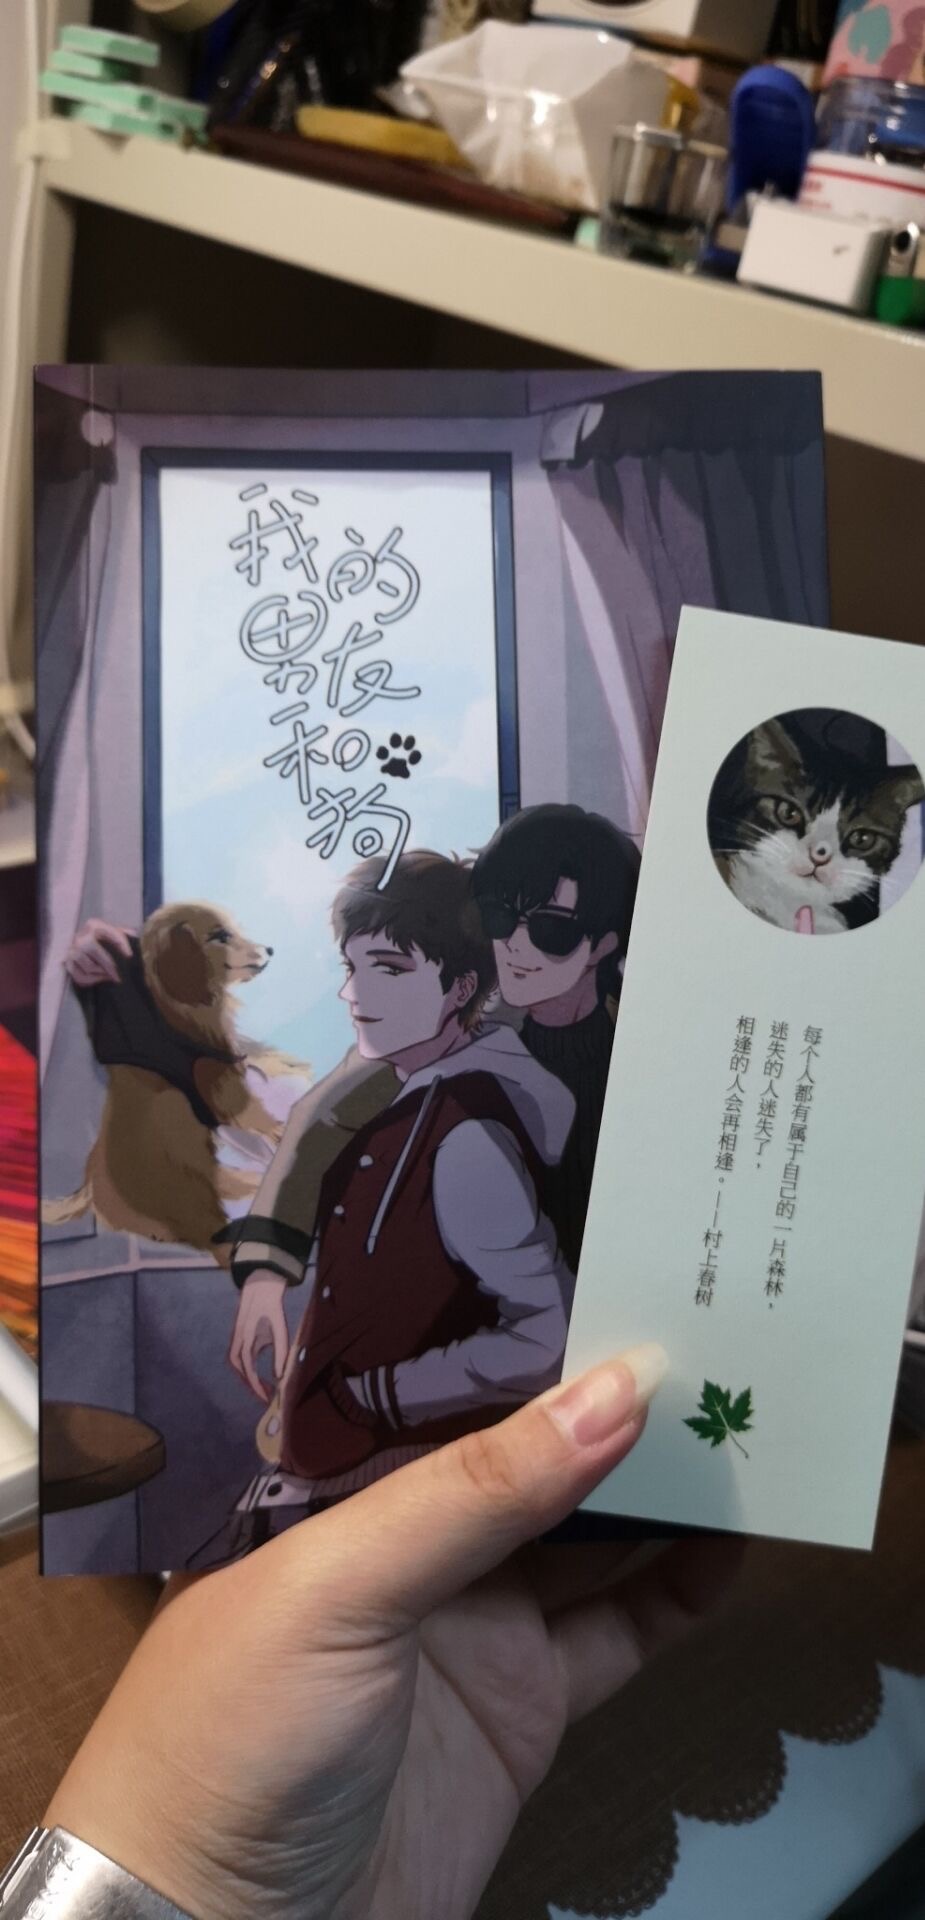 我的
男友
和
狗
每个人都有属于自己的一片森林，
迷失的人迷失了，
相逢的人会再相逢。——村上春树